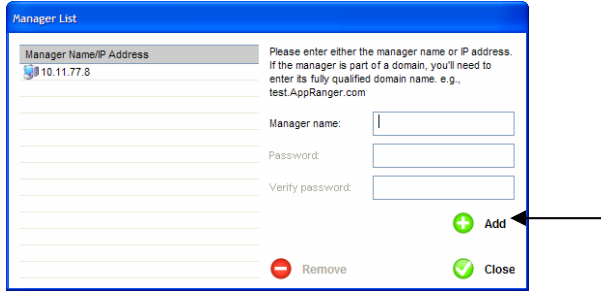 Manager List
Manager Name/IP Address
10.11.77.8
Please enter either the manager name or IP address.
If the manager is part of a domain, you'll need to
enter its fully qualified domain name. e.g.,
test.AppRanger.com
Manager name:
Password:
Verify password:
Add
Remove
Close